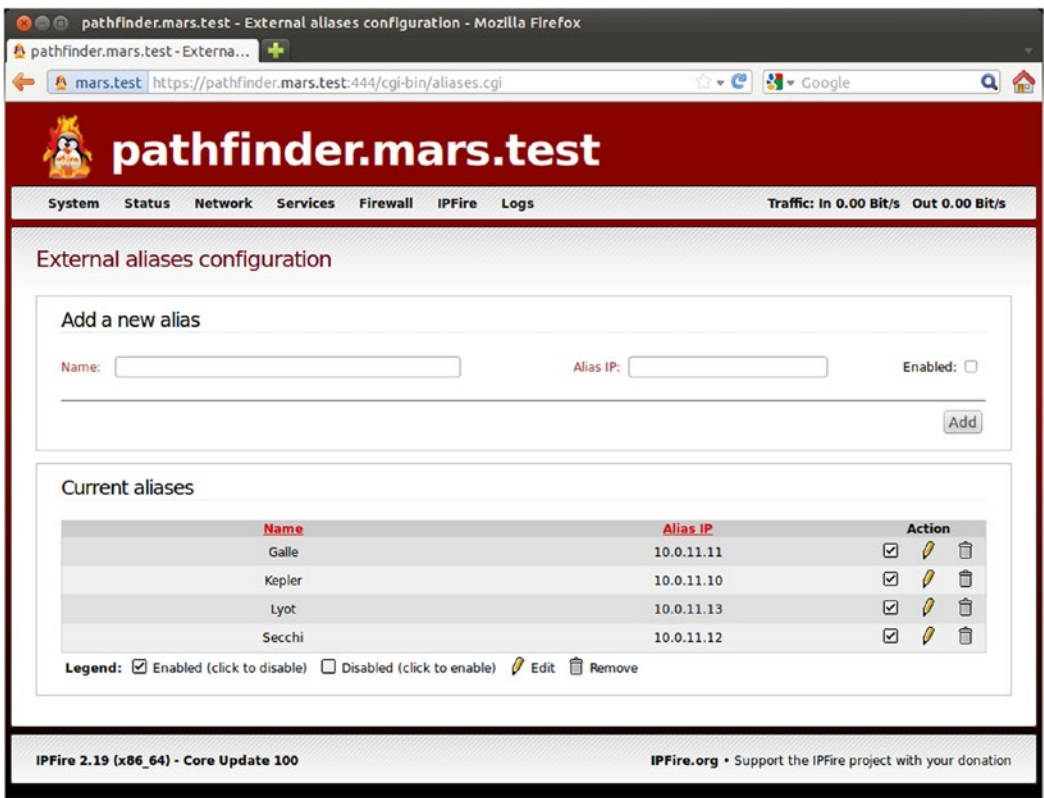 pathfinder.mars.test - External aliases configuration - Mozilla Firefox
pathfinder.mars.test - Externa...
mars.test https://pathfinder.mars.test:444/cgi-bin/aliases.cgi Google
pathfinder.mars.test
System Status Network Services Firewall IPFire Logs Traffic: In 0.00 Bit/s Out 0.00 Bit/s
External aliases configuration
Add a new alias
Name: Alias IP: Enabled:
Add
Current aliases
Name Alias IP Action
Galle 10.0.11.11
Kepler 10.0.11.10
Lyot 10.0.11.13
Secchi 10.0.11.12
Legend: Enabled (click to disable) Disabled (click to enable) Edit Remove
IPFire 2.19 (x86_64) - Core Update 100 IPFire.org • Support the IPFire project with your donation